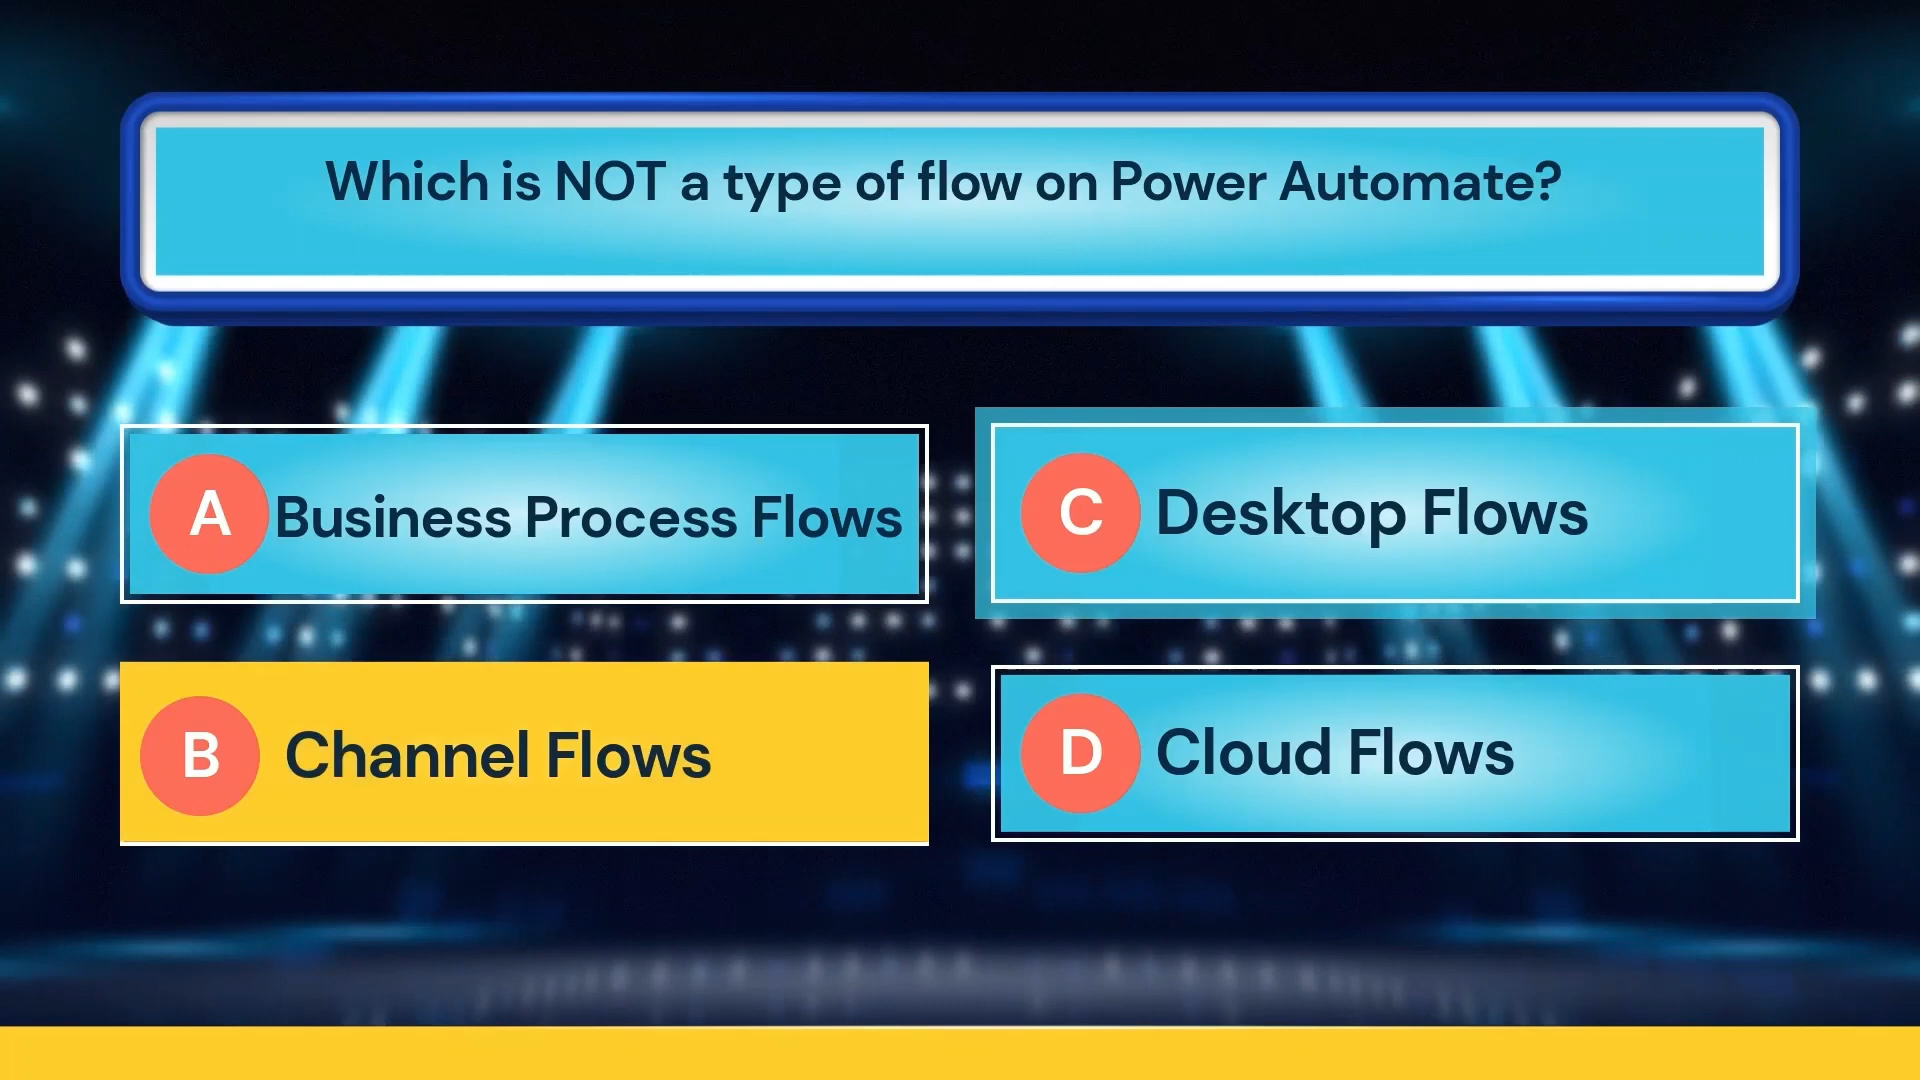 Which is NOT a type of flow on Power Automate?
A Business Process Flows
C Desktop Flows
B Channel Flows
D Cloud Flows